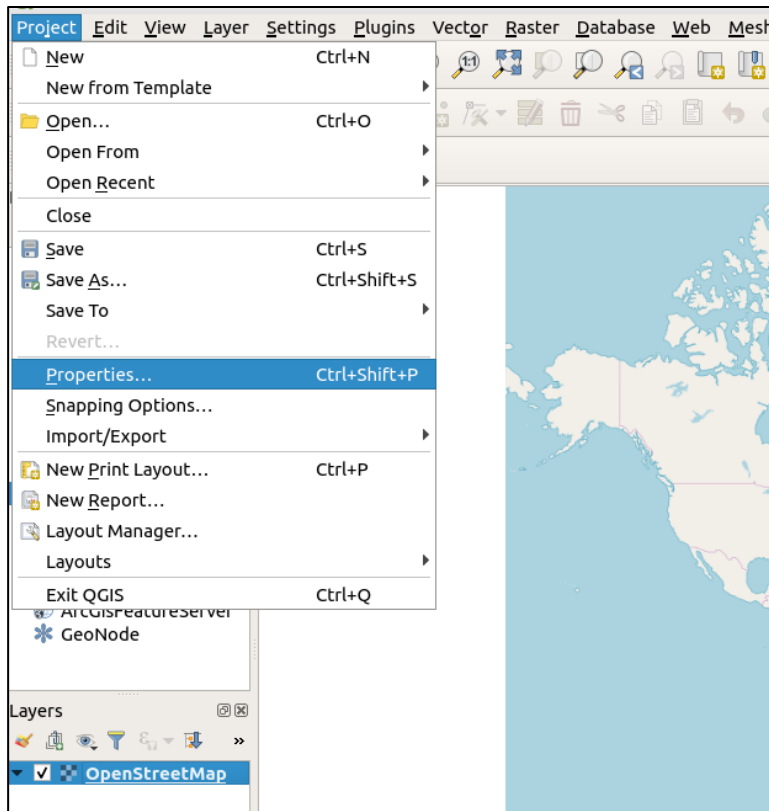 Project Edit View Layer Settings Plugins Vector Raster Database Web Mesh
New Ctrl+N
1:1
New from Template
Open... Ctrl+O
Open From
Open Recent
Close
Save Ctrl+S
Save As... Ctrl+Shift+S
Save To
Revert...
Properties... Ctrl+Shift+P
Snapping Options...
Import/Export
New Print Layout... Ctrl+P
New Report...
Layout Manager...
Layouts
Exit QGIS Ctrl+Q
ArcGisFeatureServer
GeoNode
Layers
»
OpenStreetMap